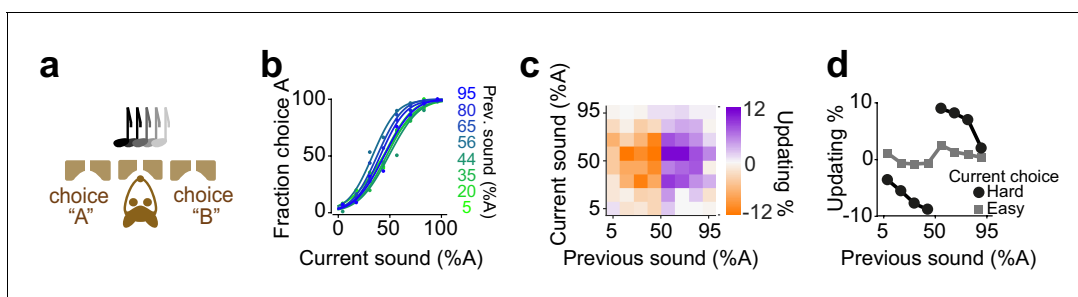 a
choice
"A"
choice
"B"
b
Fraction choice A
100
50
0
0
50
100
Current sound (%A)
Prev. sound (%A)
95
80
65
56
44
35
20
5
c
Current sound (%A)
95
50
5
5
50
95
Previous sound (%A)
12
0
-12
Updating %
d
Updating %
10
0
-10
5
50
95
Previous sound (%A)
Current choice
Hard
Easy